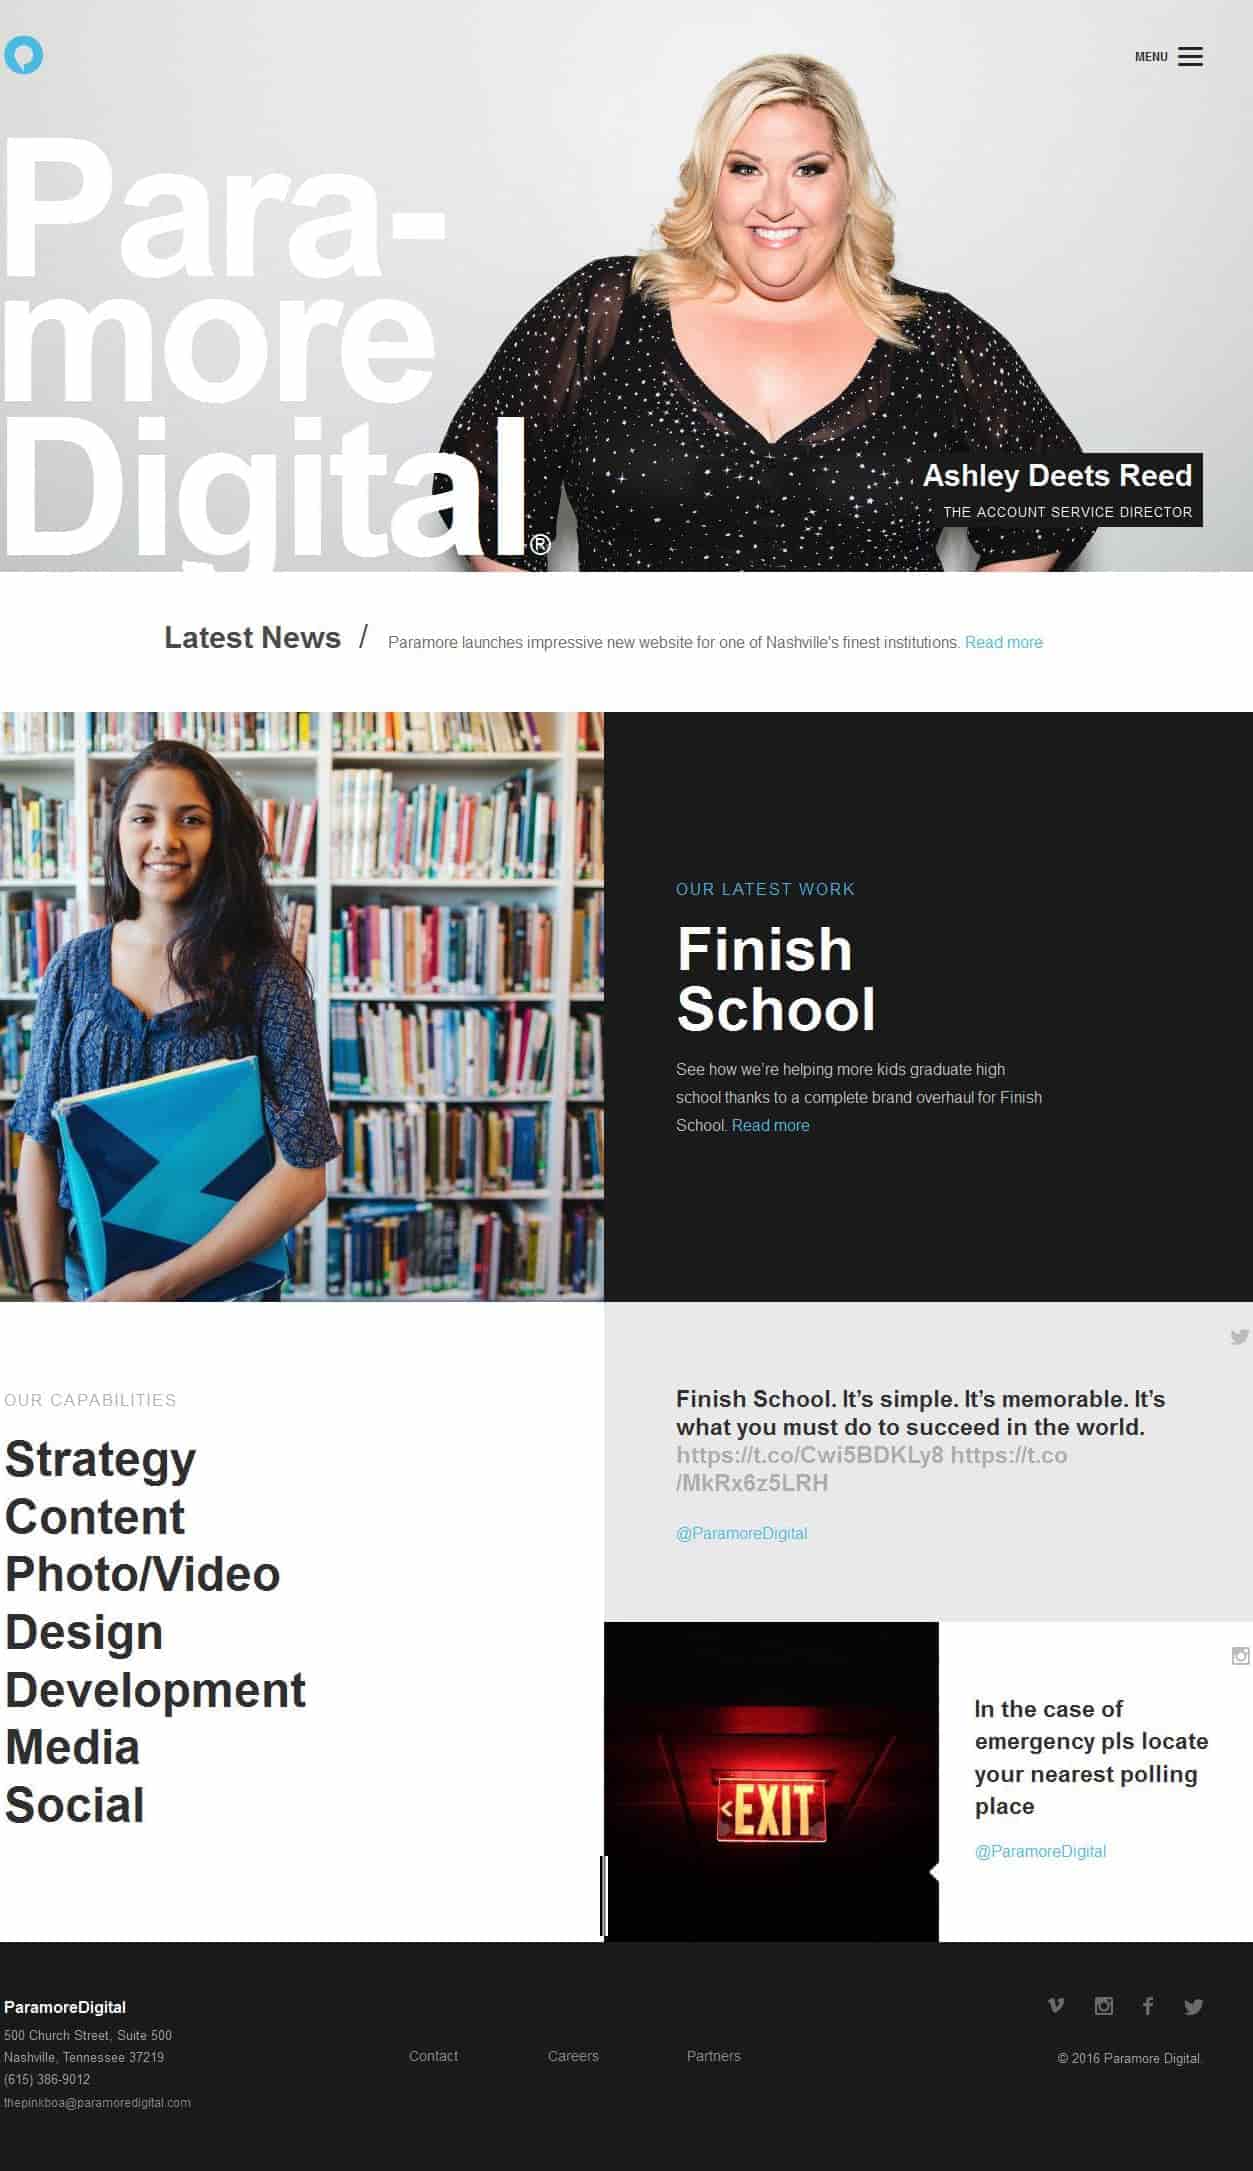 MENU
Para-
more
Digital®
Ashley Deets Reed
THE ACCOUNT SERVICE DIRECTOR
Latest News / Paramore launches impressive new website for one of Nashville's finest institutions. Read more
OUR LATEST WORK
Finish
School
See how we’re helping more kids graduate high
school thanks to a complete brand overhaul for Finish
School. Read more
OUR CAPABILITIES
Strategy
Content
Photo/Video
Design
Development
Media
Social
Finish School. It’s simple. It’s memorable. It’s
what you must do to succeed in the world.
https://t.co/Cwi5BDKLy8 https://t.co
/MkRx6z5LRH
@ParamoreDigital
EXIT
In the case of
emergency pls locate
your nearest polling
place
@ParamoreDigital
ParamoreDigital
500 Church Street, Suite 500
Nashville, Tennessee 37219
(615) 386-9012
thepinkboa@paramoredigital.com
Contact
Careers
Partners
© 2016 Paramore Digital.